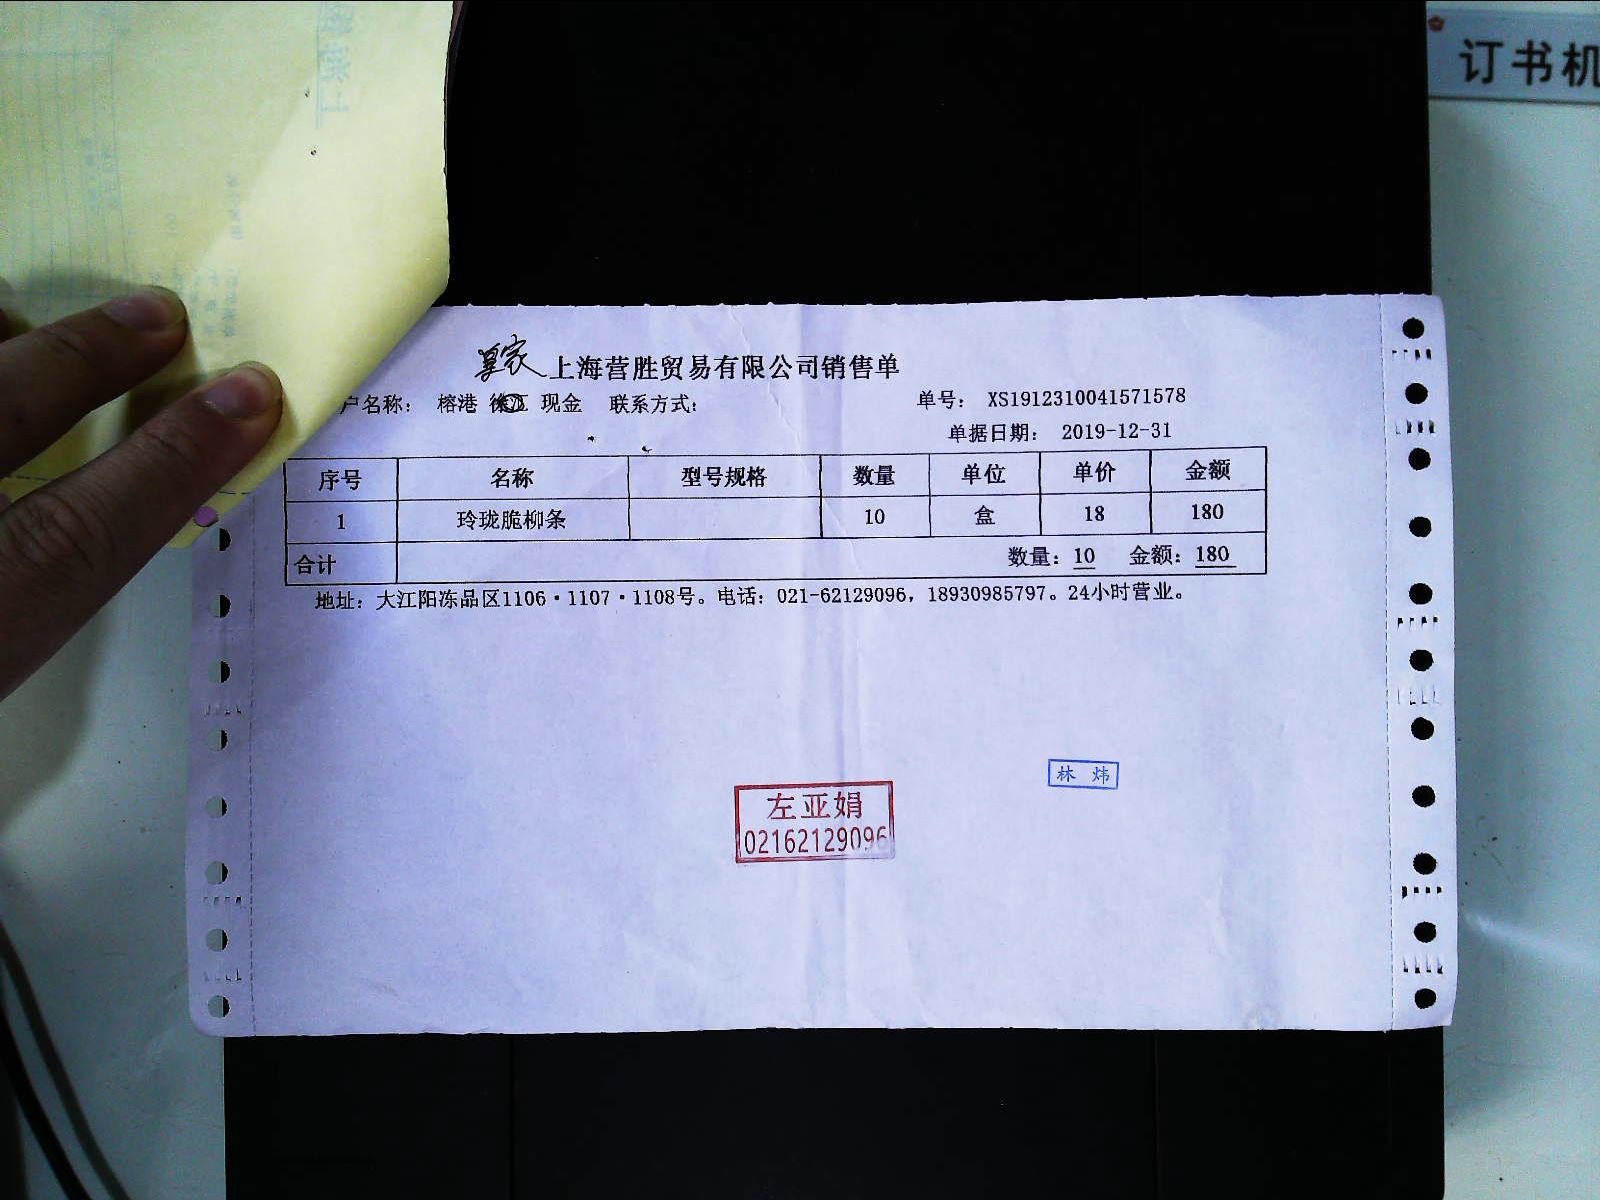 订书机
上海营胜贸易有限公司销售单
户名称： 榕港 徐汇 现金 联系方式：
单号： XS1912310041571578
单据日期： 2019-12-31
序号 名称 型号规格 数量 单位 单价 金额
1 玲珑脆柳条 10 盒 18 180
合计 数量：10 金额：180
地址：大江阳冻品区1106·1107·1108号。电话：021-62129096，18930985797。24小时营业。
林 炜
左亚娟
02162129096